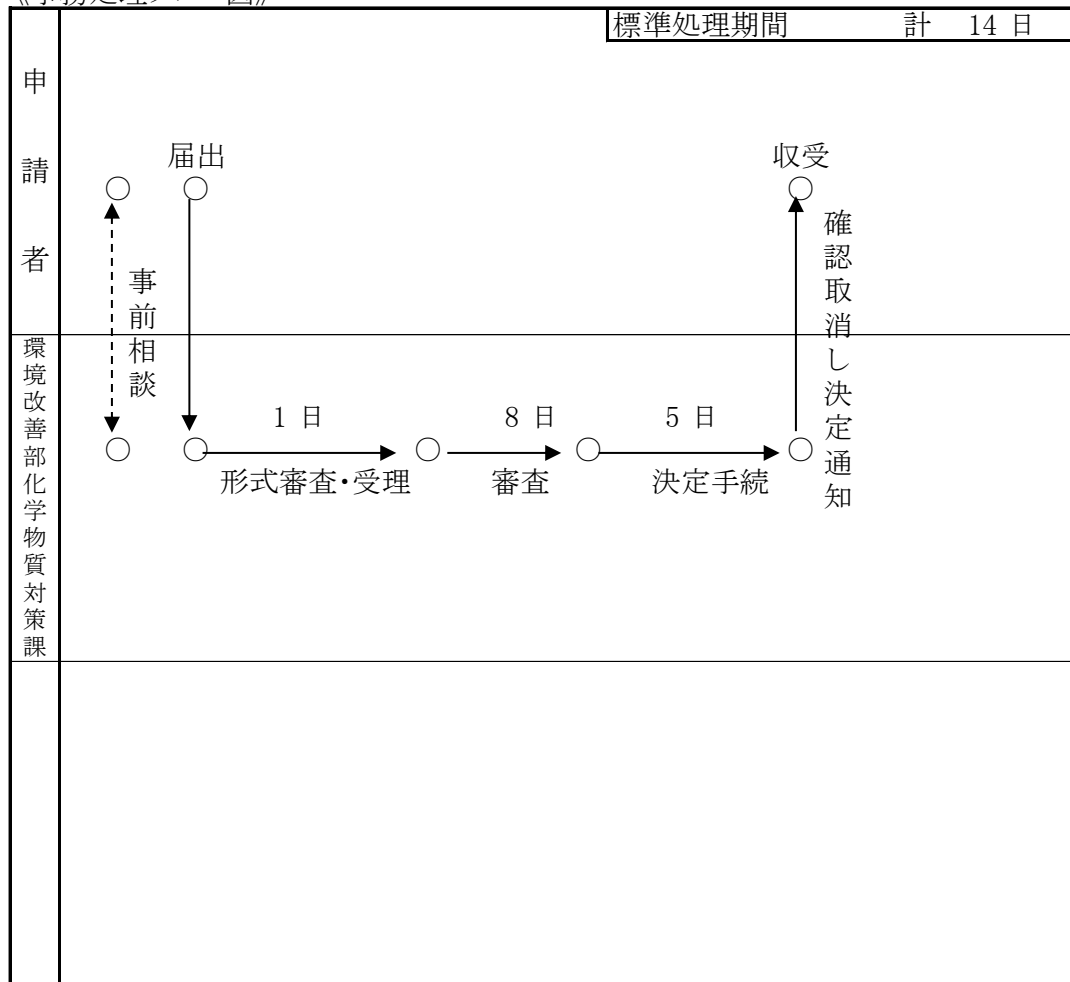 標準処理期間 計 14 日
申請者
届出
収受
事前相談
確認取消し決定通知
環境改善部化学物質対策課
1 日
8 日
5 日
形式審査・受理
審査
決定手続